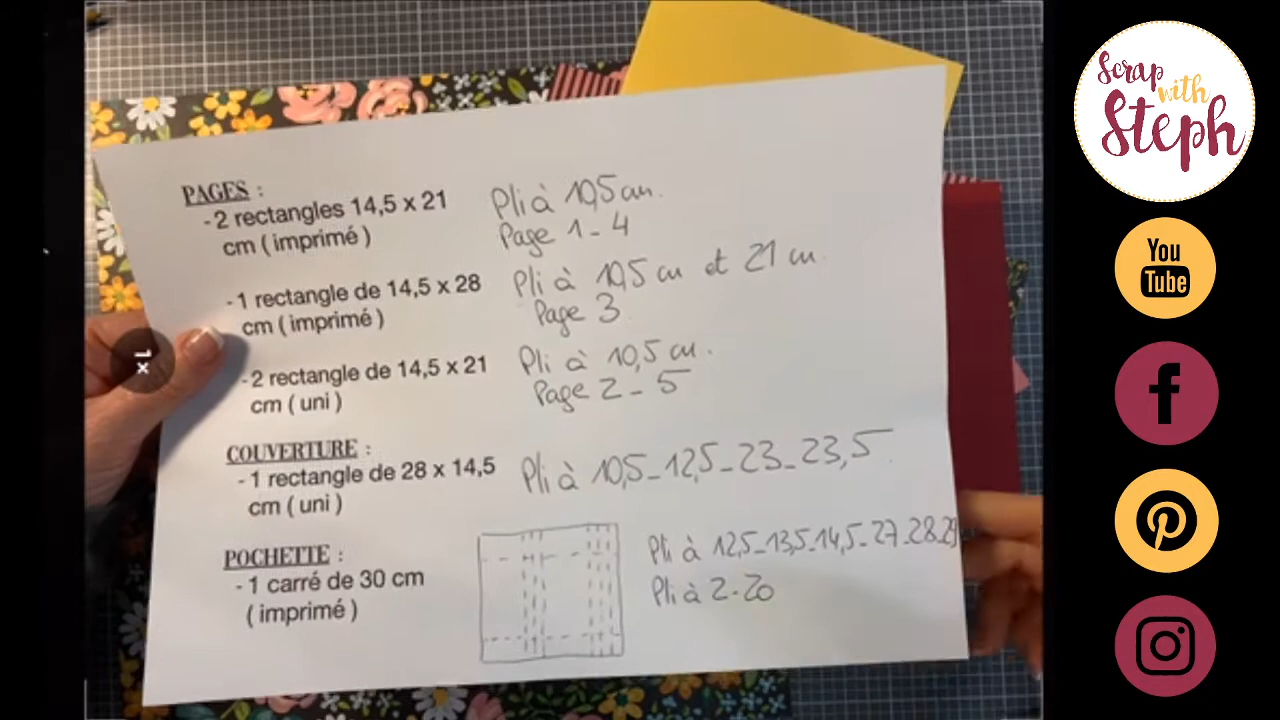 PAGES :
- 2 rectangles 14,5 x 21 Pli à 10,5 cm.
cm ( imprimé ) Page 1 - 4
- 1 rectangle de 14,5 x 28 Pli à 10,5 cm et 21 cm.
cm ( imprimé ) Page 3
- 2 rectangle de 14,5 x 21 Pli à 10,5 cm.
cm ( uni ) Page 2 - 5
COUVERTURE :
- 1 rectangle de 28 x 14,5 Pli à 10,5 - 12,5 - 23 - 23,5
cm ( uni )
POCHETTE :
- 1 carré de 30 cm Pli à 12,5 - 13,5 - 14,5 - 27 - 28 - 29
( imprimé ) Pli à 2 - 20
1x
Scrap
with
Steph
You
Tube